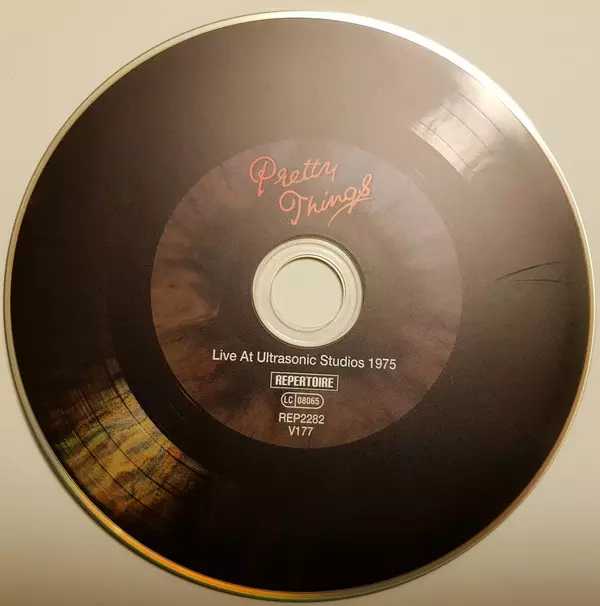 Pretty
Things
Live At Ultrasonic Studios 1975
REPERTOIRE
LC 08065
REP2282
V177